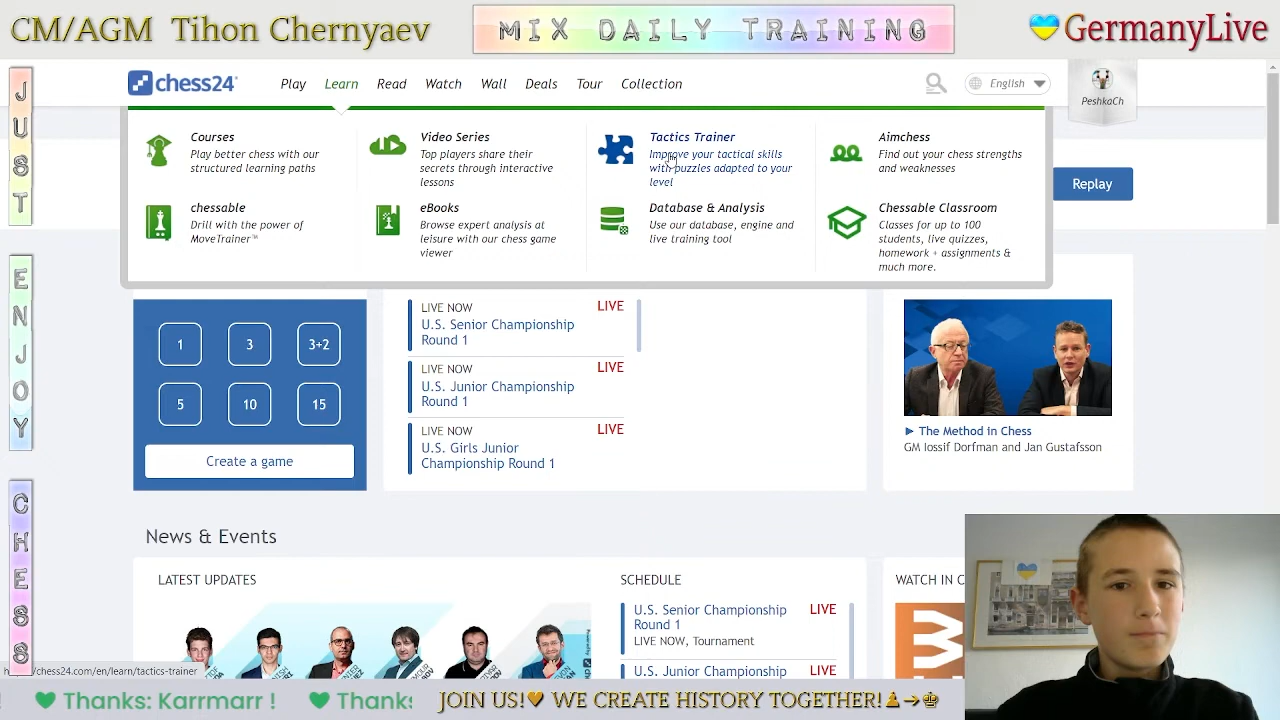 CM/AGM Tihon Chernyaev
MIX DAILY TRAINING
GermanyLive
JUST
ENJOY
CHESS
chess24
Play
Learn
Read
Watch
Wall
Deals
Tour
Collection
English
PeshkaCh
Courses
Play better chess with our
structured learning paths
Video Series
Top players share their
secrets through interactive
lessons
Tactics Trainer
Improve your tactical skills
with puzzles adapted to your
level
Aimchess
Find out your chess strengths
and weaknesses
chessable
Drill with the power of
MoveTrainer™
eBooks
Browse expert analysis at
leisure with our chess game
viewer
Database & Analysis
Use our database, engine and
live training tool
Chessable Classroom
Classes for up to 100
students, live quizzes,
homework + assignments &
much more.
Replay
1
3
3+2
5
10
15
Create a game
LIVE NOW
LIVE
U.S. Senior Championship
Round 1
LIVE NOW
LIVE
U.S. Junior Championship
Round 1
LIVE NOW
LIVE
U.S. Girls Junior
Championship Round 1
The Method in Chess
GM Iossif Dorfman and Jan Gustafsson
News & Events
LATEST UPDATES
SCHEDULE
U.S. Senior Championship
Round 1
LIVE
LIVE NOW, Tournament
U.S. Junior Championship
LIVE
WATCH IN C
/chess24.com/en/learn/tactics-trainer
Thanks: Karrmarr !
Thanks
JOIN US! WE CREATE HISTORY TOGETHER!